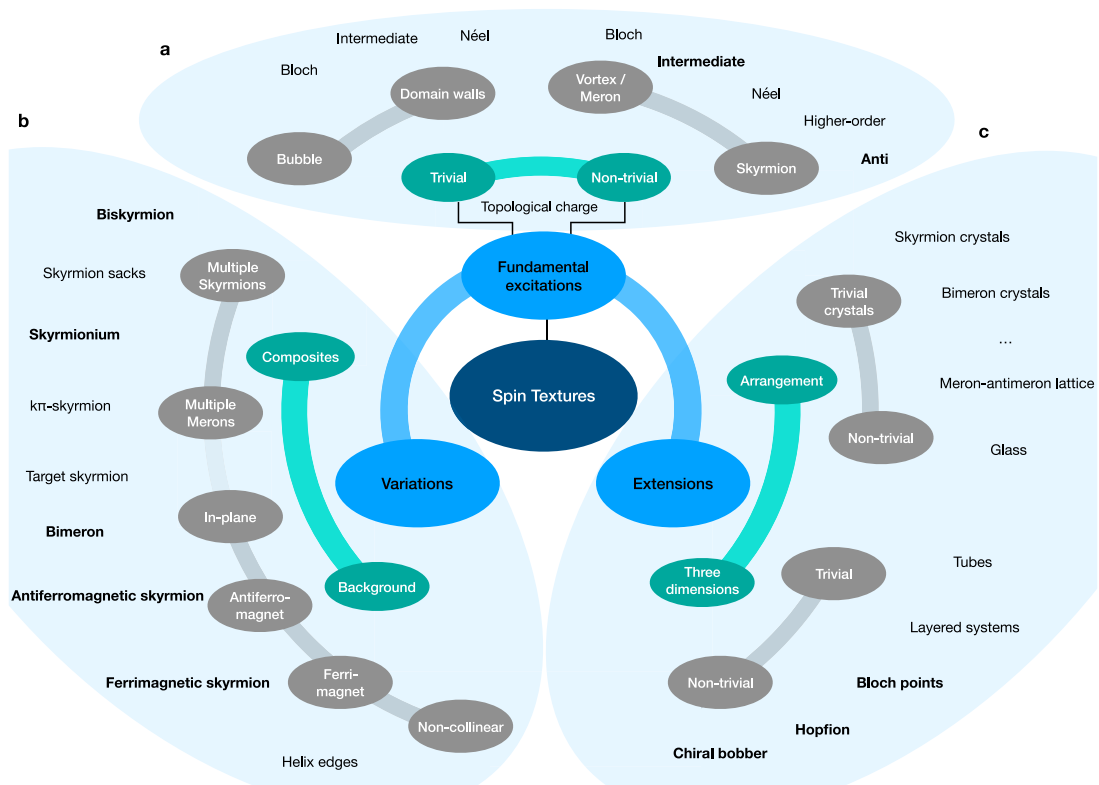 a
Intermediate
Néel
Bloch
Bloch
Intermediate
Domain walls
Vortex /
Meron
Néel
Higher-order
Bubble
Skyrmion
Anti
Trivial
Non-trivial
Topological charge
Fundamental
excitations
Spin Textures
Variations
Extensions
b
Biskyrmion
Skyrmion sacks
Multiple
Skyrmions
Skyrmionium
Composites
kπ-skyrmion
Multiple
Merons
Target skyrmion
In-plane
Bimeron
Background
Antiferromagnetic skyrmion
Antiferro-
magnet
Ferrimagnetic skyrmion
Ferri-
magnet
Non-collinear
Helix edges
c
Skyrmion crystals
Trivial
crystals
Bimeron crystals
...
Arrangement
Meron-antimeron lattice
Non-trivial
Glass
Three
dimensions
Trivial
Tubes
Layered systems
Non-trivial
Bloch points
Hopfion
Chiral bobber